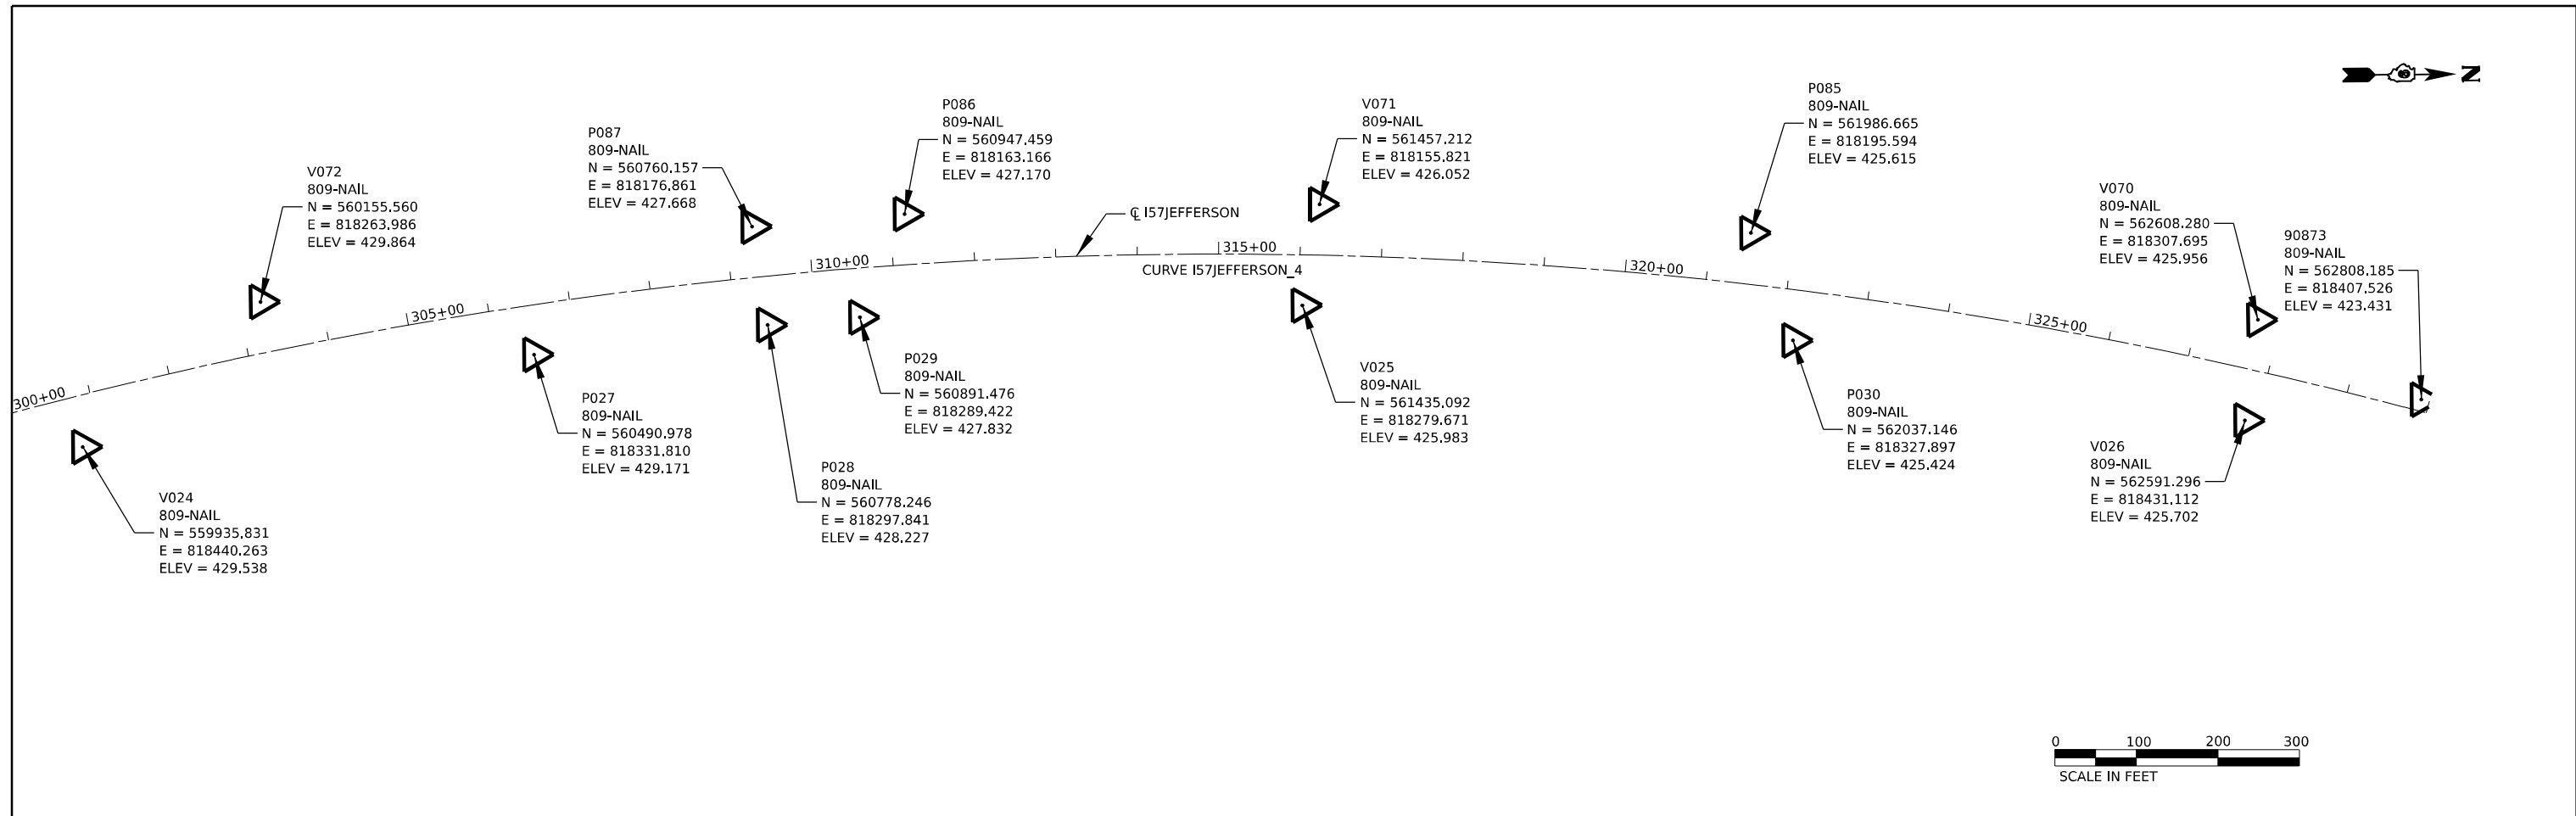 N
P085
809-NAIL
N = 561986.665
E = 818195.594
ELEV = 425.615
P086
809-NAIL
N = 560947.459
E = 818163.166
ELEV = 427.170
V071
809-NAIL
N = 561457.212
E = 818155.821
ELEV = 426.052
P087
809-NAIL
N = 560760.157
E = 818176.861
ELEV = 427.668
V072
809-NAIL
N = 560155.560
E = 818263.986
ELEV = 429.864
V070
809-NAIL
N = 562608.280
E = 818307.695
ELEV = 425.956
90873
809-NAIL
N = 562808.185
E = 818407.526
ELEV = 423.431
℄ I57JEFFERSON
300+00
305+00
310+00
315+00
320+00
325+00
CURVE I57JEFFERSON_4
V024
809-NAIL
N = 559935.831
E = 818440.263
ELEV = 429.538
P027
809-NAIL
N = 560490.978
E = 818331.810
ELEV = 429.171
P028
809-NAIL
N = 560778.246
E = 818297.841
ELEV = 428.227
P029
809-NAIL
N = 560891.476
E = 818289.422
ELEV = 427.832
V025
809-NAIL
N = 561435.092
E = 818279.671
ELEV = 425.983
P030
809-NAIL
N = 562037.146
E = 818327.897
ELEV = 425.424
V026
809-NAIL
N = 562591.296
E = 818431.112
ELEV = 425.702
0 100 200 300
SCALE IN FEET